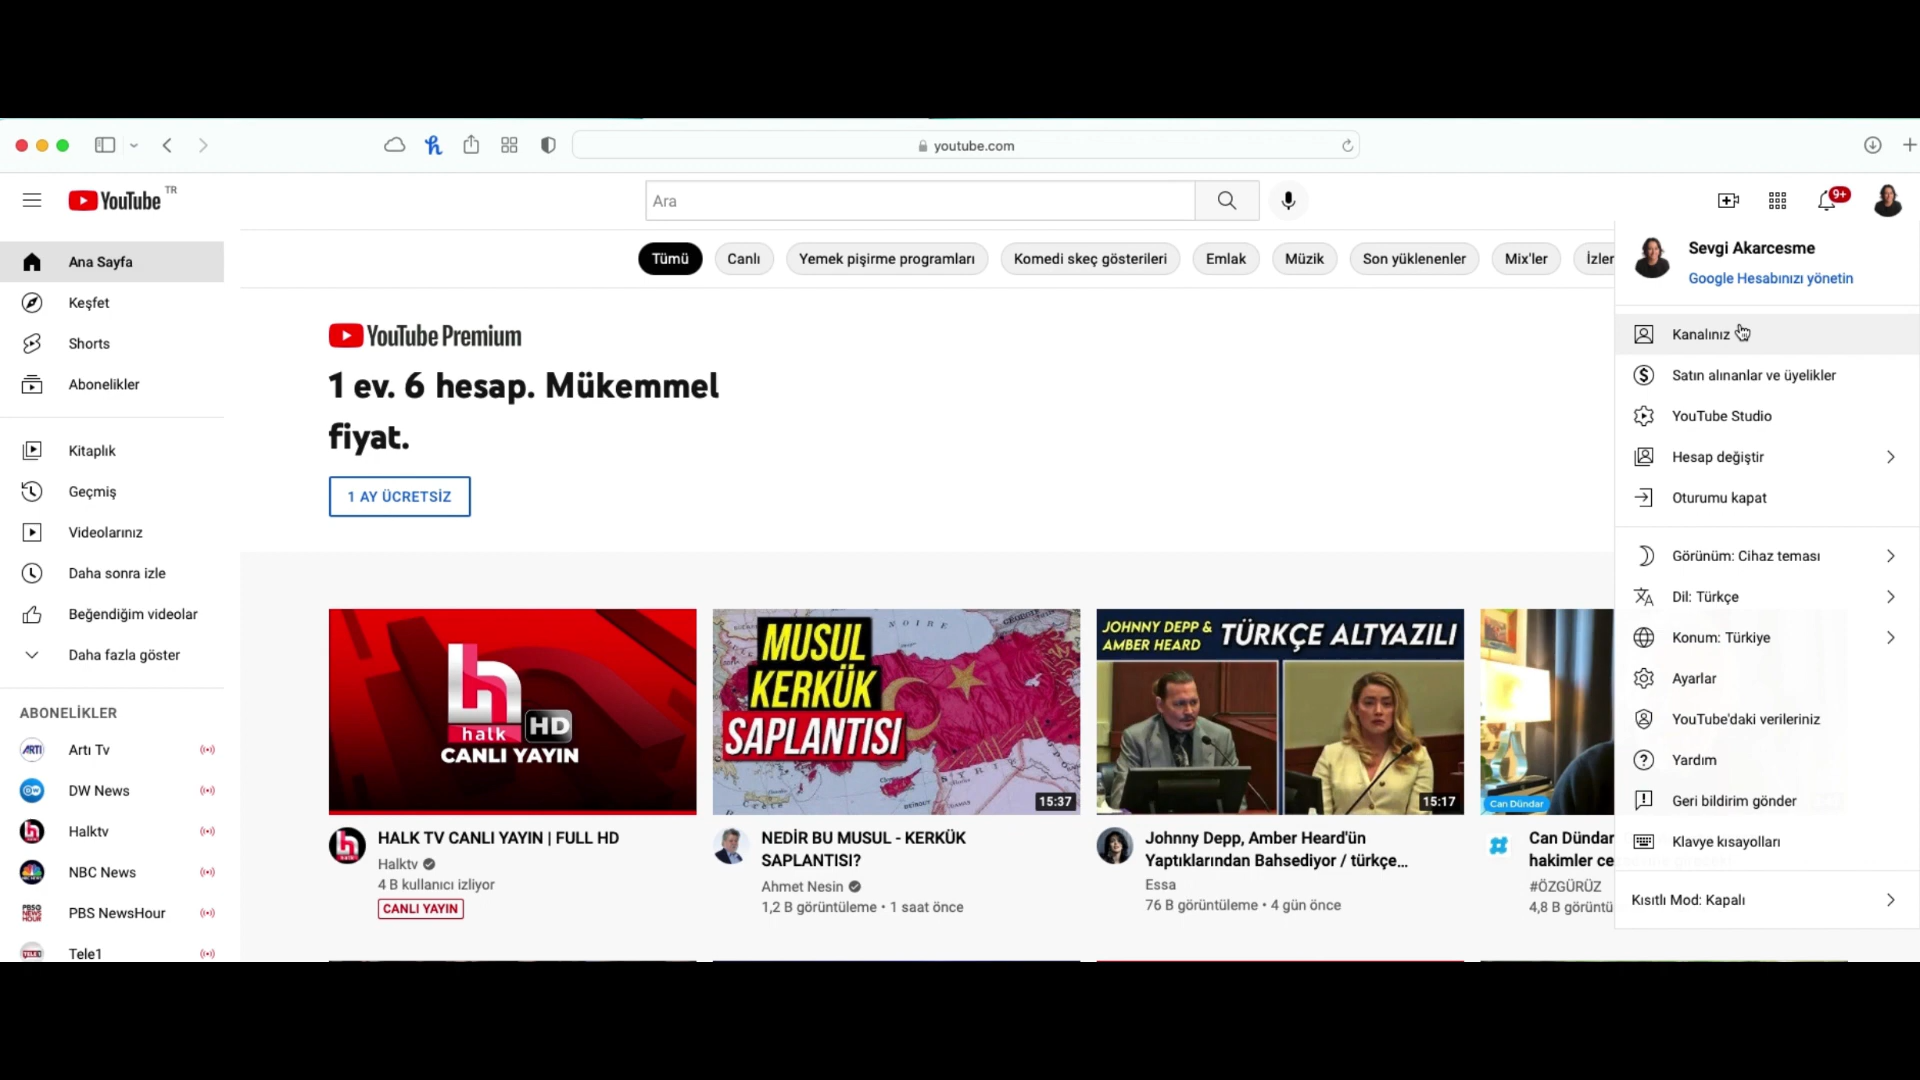 youtube.com
YouTube TR
Ara
9+
Ana Sayfa
Keşfet
Shorts
Abonelikler
Kitaplık
Geçmiş
Videolarınız
Daha sonra izle
Beğendiğim videolar
Daha fazla göster
ABONELİKLER
ARTI Artı Tv
DW DW News
Halktv
NBC News
PBS NEWS HOUR PBS NewsHour
TELE1 Tele1
Tümü
Canlı
Yemek pişirme programları
Komedi skeç gösterileri
Emlak
Müzik
Son yüklenenler
Mix'ler
İzler
YouTube Premium
1 ev. 6 hesap. Mükemmel
fiyat.
1 AY ÜCRETSİZ
h
halk HD
CANLI YAYIN
HALK TV CANLI YAYIN | FULL HD
Halktv
4 B kullanıcı izliyor
CANLI YAYIN
NOIRE
MUSUL
KERKÜK
SAPLANTISI
SYRIE
15:37
NEDİR BU MUSUL - KERKÜK
SAPLANTISI?
Ahmet Nesin
1,2 B görüntüleme • 1 saat önce
JOHNNY DEPP &
AMBER HEARD
TÜRKÇE ALTYAZILI
15:17
Johnny Depp, Amber Heard'ün
Yaptıklarından Bahsediyor / türkçe...
Essa
76 B görüntüleme • 4 gün önce
Can Dündar
Can Dündar
hakimler ce
#ÖZGÜRÜZ
4,8 B görüntü
Sevgi Akarcesme
Google Hesabınızı yönetin
Kanalınız
Satın alınanlar ve üyelikler
YouTube Studio
Hesap değiştir
Oturumu kapat
Görünüm: Cihaz teması
Dil: Türkçe
Konum: Türkiye
Ayarlar
YouTube'daki verileriniz
Yardım
Geri bildirim gönder
Klavye kısayolları
Kısıtlı Mod: Kapalı